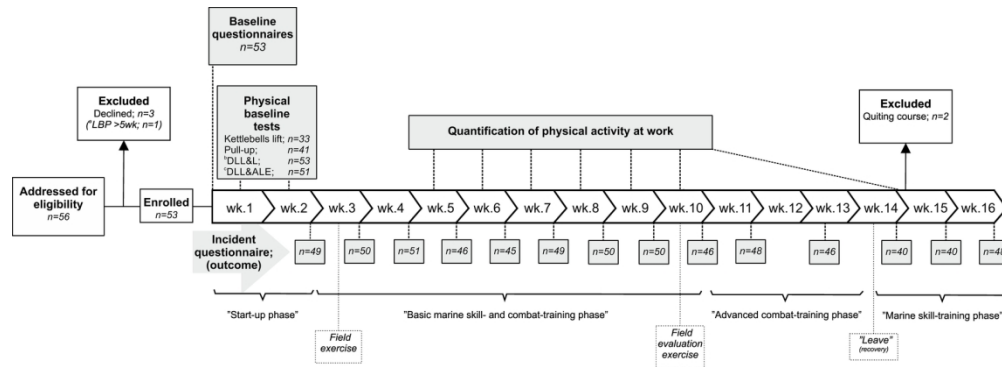 Baseline
questionnaires
n=53
Excluded
Declined; n=3
(ᵃLBP >5wk; n=1)
Physical
baseline
tests
Kettlebells lift; n=33
Pull-up; n=41
ᵇDLL&L; n=53
ᶜDLL&ALE; n=51
Quantification of physical activity at work
Excluded
Quiting course; n=2
Addressed for
eligibility
n=56
Enrolled
n=53
wk.1 wk.2 wk.3 wk.4 wk.5 wk.6 wk.7 wk.8 wk.9 wk.10 wk.11 wk.12 wk.13 wk.14 wk.15 wk.16
Incident
questionnaire;
(outcome)
n=49 n=50 n=51 n=46 n=45 n=49 n=50 n=50 n=46 n=48 n=46 n=40 n=40 n=48
"Start-up phase" "Basic marine skill- and combat-training phase" "Advanced combat-training phase" "Marine skill-training phase"
Field
exercise
Field
evaluation
exercise
"Leave"
(recovery)